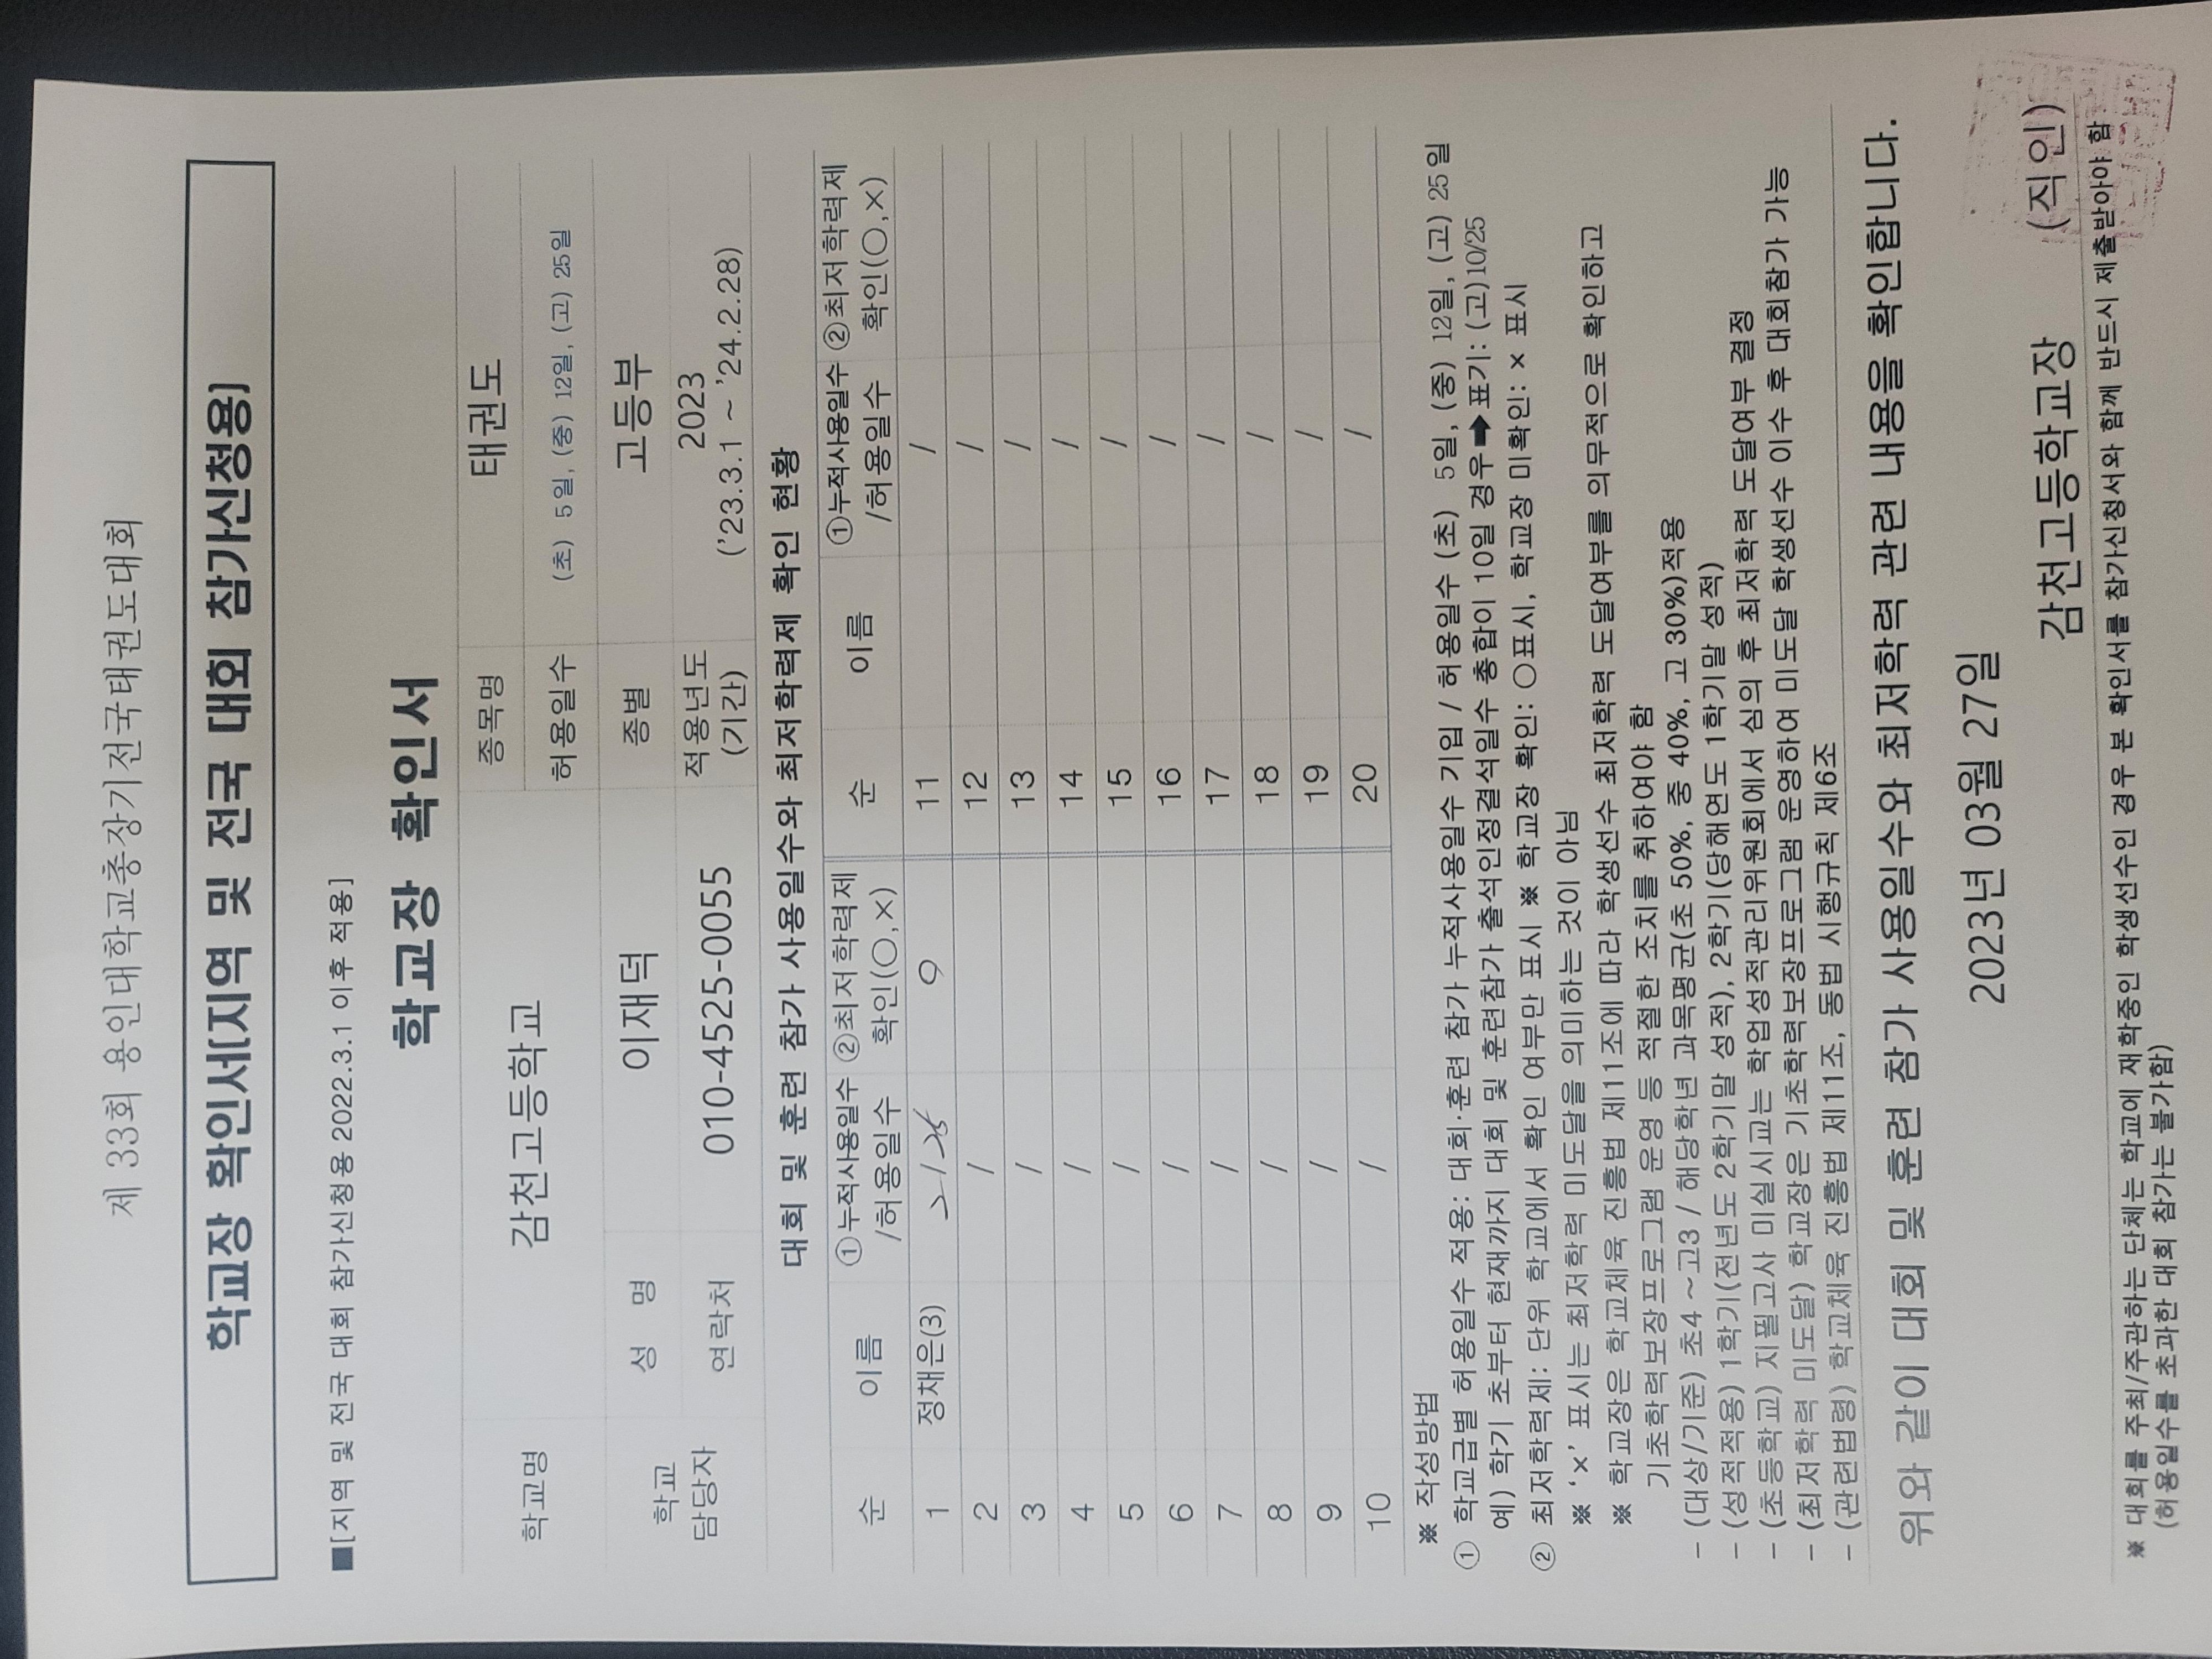 제 33회 용인대학교총장기전국태권도대회
학교장 확인서[지역 및 전국 대회 참가신청용]
■[지역 및 전국 대회 참가신청용 2022.3.1 이후 적용]
학교장 확인서
학교명 감천고등학교 종목명 태권도
허용일수 (초) 5일, (중) 12일, (고) 25일
학교 담당자 성 명 이재덕 종별 고등부
연락처 010-4525-0055 적용년도 (기간) 2023 ('23.3.1 ~ '24.2.28)
대회 및 훈련 참가 사용일수와 최저학력제 확인 현황
순 이름 ①누적사용일수 /허용일수 ②최저학력제 확인(○,×) 순 이름 ①누적사용일수 /허용일수 ②최저학력제 확인(○,×)
1 정채은(3) 2/25 ○ 11 /
2 / 12 /
3 / 13 /
4 / 14 /
5 / 15 /
6 / 16 /
7 / 17 /
8 / 18 /
9 / 19 /
10 / 20 /
※ 작성방법
① 학교급별 허용일수 적용: 대회·훈련 참가 누적사용일수 기입 / 허용일수 (초) 5일, (중) 12일, (고) 25일
예) 학기 초부터 현재까지 대회 및 훈련참가 출석인정결석일수 총합이 10일 경우➡표기: (고)10/25
② 최저학력제: 단위 학교에서 확인 여부만 표시 ※ 학교장 확인: ○표시, 학교장 미확인: × 표시
※ '×' 표시는 최저학력 미도달을 의미하는 것이 아님
※ 학교장은 학교체육 진흥법 제11조에 따라 학생선수 최저학력 도달여부를 의무적으로 확인하고
기초학력보장프로그램 운영 등 적절한 조치를 취하여야 함
- (대상/기준) 초4 ~고3 / 해당학년 과목평균(초 50%, 중 40%, 고 30%)적용
- (성적적용) 1학기(전년도 2학기말 성적), 2학기(당해연도 1학기말 성적)
- (초등학교) 지필고사 미실시교는 학업성적관리위원회에서 심의 후 최저학력 도달여부 결정
- (최저학력 미도달) 학교장은 기초학력보장프로그램 운영하여 미도달 학생선수 이수 후 대회참가 가능
- (관련법령) 학교체육 진흥법 제11조, 동법 시행규칙 제6조
위와 같이 대회 및 훈련 참가 사용일수와 최저학력 관련 내용을 확인합니다.
2023년 03월 27일
감천고등학교장 (직인)
※ 대회를 주최/주관하는 단체는 학교에 재학중인 학생선수인 경우 본 확인서를 참가신청서와 함께 반드시 제출받아야 함
(허용일수를 초과한 대회 참가는 불가함)